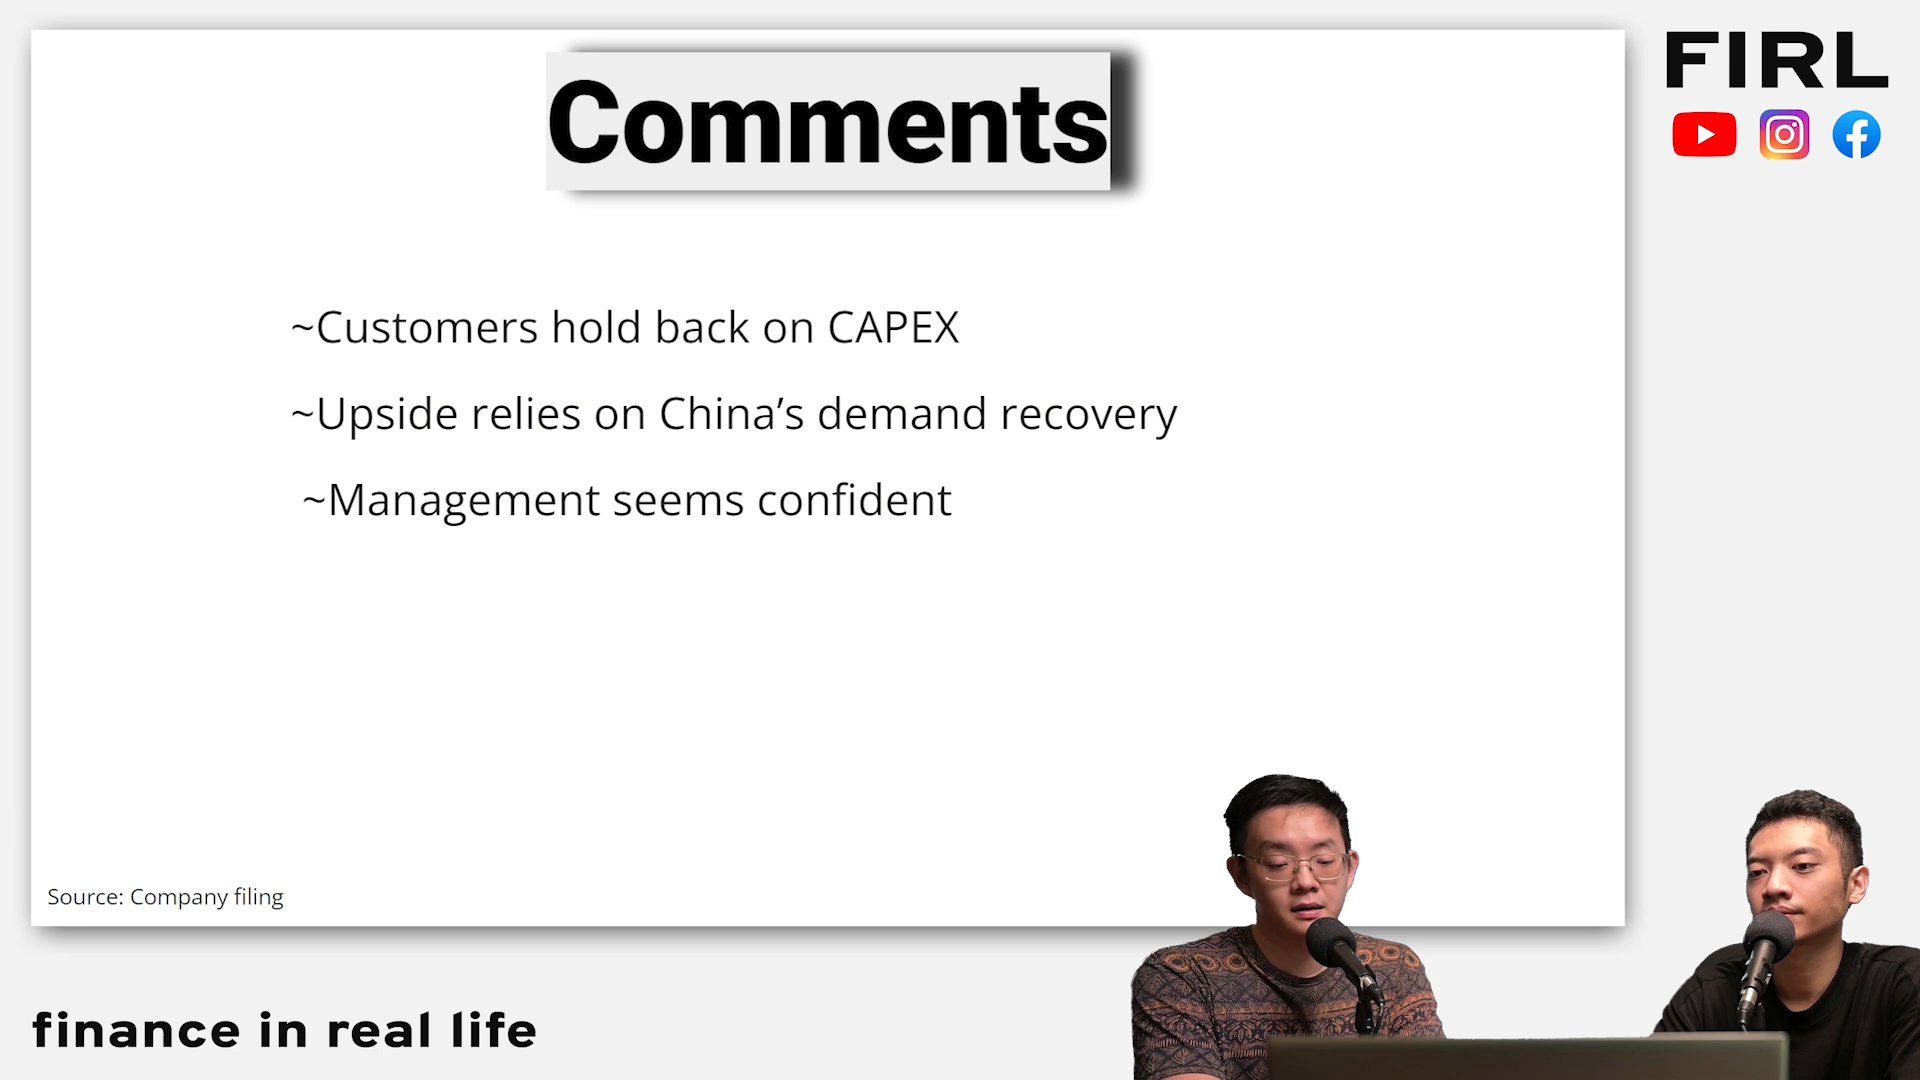 Comments
FIRL
~Customers hold back on CAPEX
~Upside relies on China’s demand recovery
~Management seems confident
Source: Company filing
finance in real life